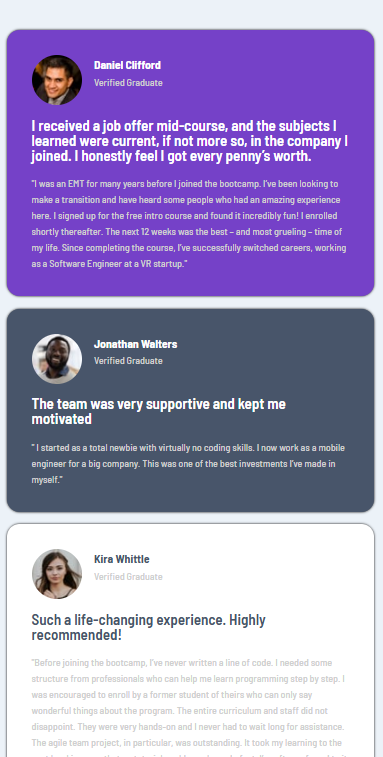 Daniel Clifford
Verified Graduate
I received a job offer mid-course, and the subjects I
learned were current, if not more so, in the company I
joined. I honestly feel I got every penny's worth.
"I was an EMT for many years before I joined the bootcamp. I've been looking to
make a transition and have heard some people who had an amazing experience
here. I signed up for the free intro course and found it incredibly fun! I enrolled
shortly thereafter. The next 12 weeks was the best – and most grueling – time of
my life. Since completing the course, I've successfully switched careers, working
as a Software Engineer at a VR startup."
Jonathan Walters
Verified Graduate
The team was very supportive and kept me
motivated
" I started as a total newbie with virtually no coding skills. I now work as a mobile
engineer for a big company. This was one of the best investments I've made in
myself."
Kira Whittle
Verified Graduate
Such a life-changing experience. Highly
recommended!
"Before joining the bootcamp, I've never written a line of code. I needed some
structure from professionals who can help me learn programming step by step. I
was encouraged to enroll by a former student of theirs who can only say
wonderful things about the program. The entire curriculum and staff did not
disappoint. They were very hands-on and I never had to wait long for assistance.
The agile team project, in particular, was outstanding. It took my learning to the